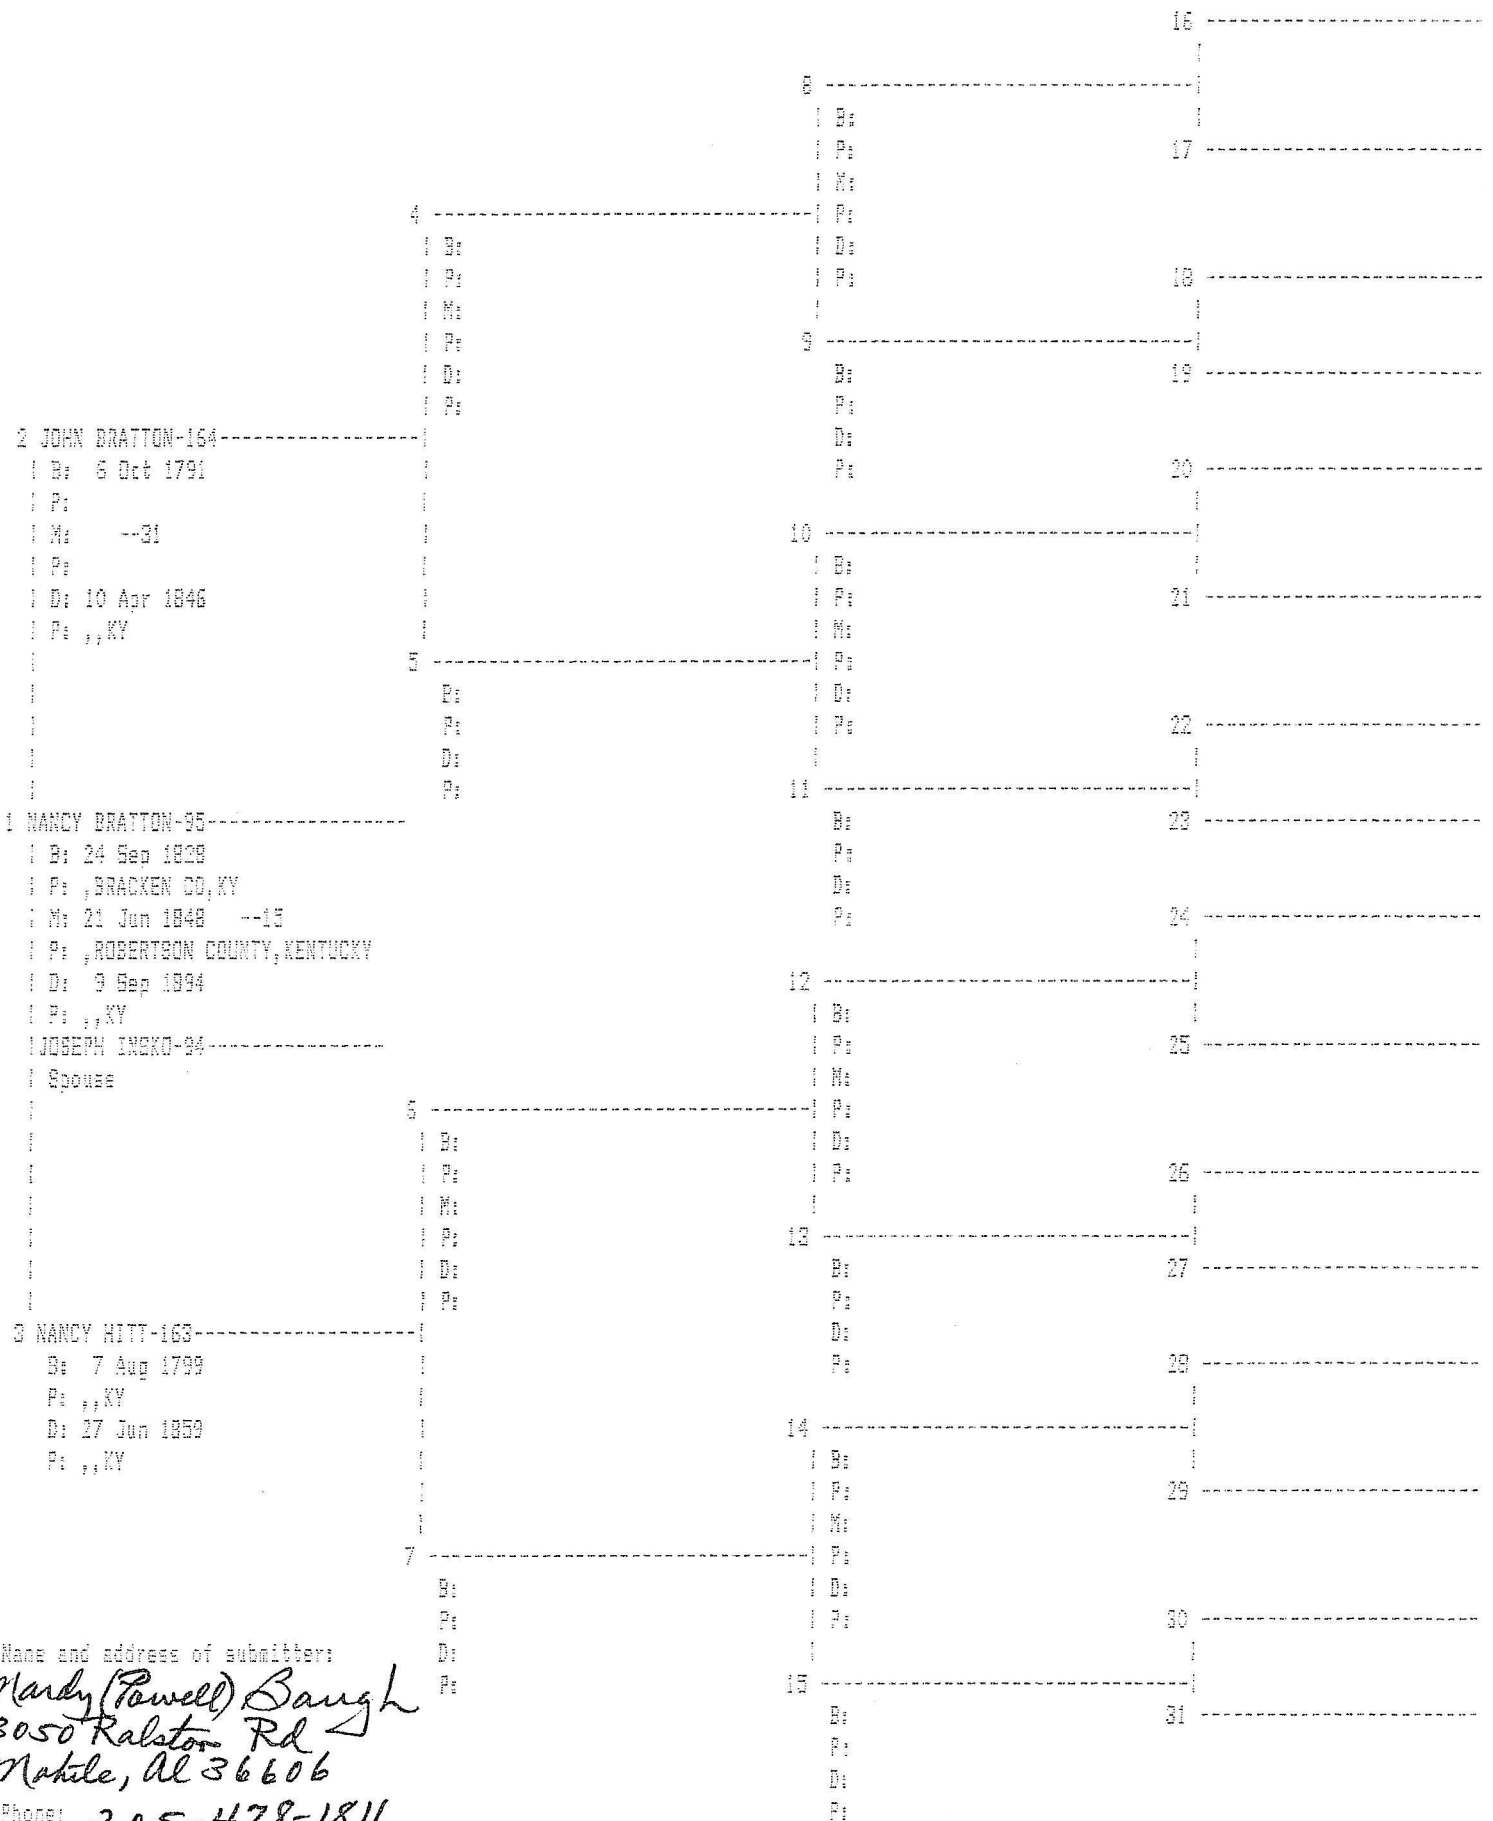 16
8
B:
P:
17
M:
4
P:
B:
D:
P:
P:
18
M:
P:
9
D:
B:
19
P:
P:
2 JOHN BRATTON-164
D:
B: 6 Oct 1791
P:
20
P:
M: --31
10
P:
B:
D: 10 Apr 1846
P:
21
P: ,,KY
M:
5
P:
B:
D:
P:
P:
22
D:
P:
11
1 NANCY BRATTON-95
B:
23
B: 24 Sep 1828
P:
P: ,BRACKEN CO,KY
D:
M: 21 Jun 1848 --15
P:
24
P: ,ROBERTSON COUNTY,KENTUCKY
D: 9 Sep 1894
12
P: ,,KY
B:
JOSEPH INSKO-94
P:
25
Spouse
M:
6
P:
B:
D:
P:
P:
26
M:
P:
13
D:
B:
27
P:
P:
3 NANCY HITT-163
D:
B: 7 Aug 1799
P:
28
P: ,,KY
D: 27 Jun 1859
14
P: ,,KY
B:
P:
29
M:
7
P:
B:
D:
P:
P:
30
Name and address of submitter:
D:
Mardy (Powell) Baugh
P:
15
3050 Ralston Rd
B:
31
P:
Mobile, Al 36606
D:
Phone: 205-478-1811
P: